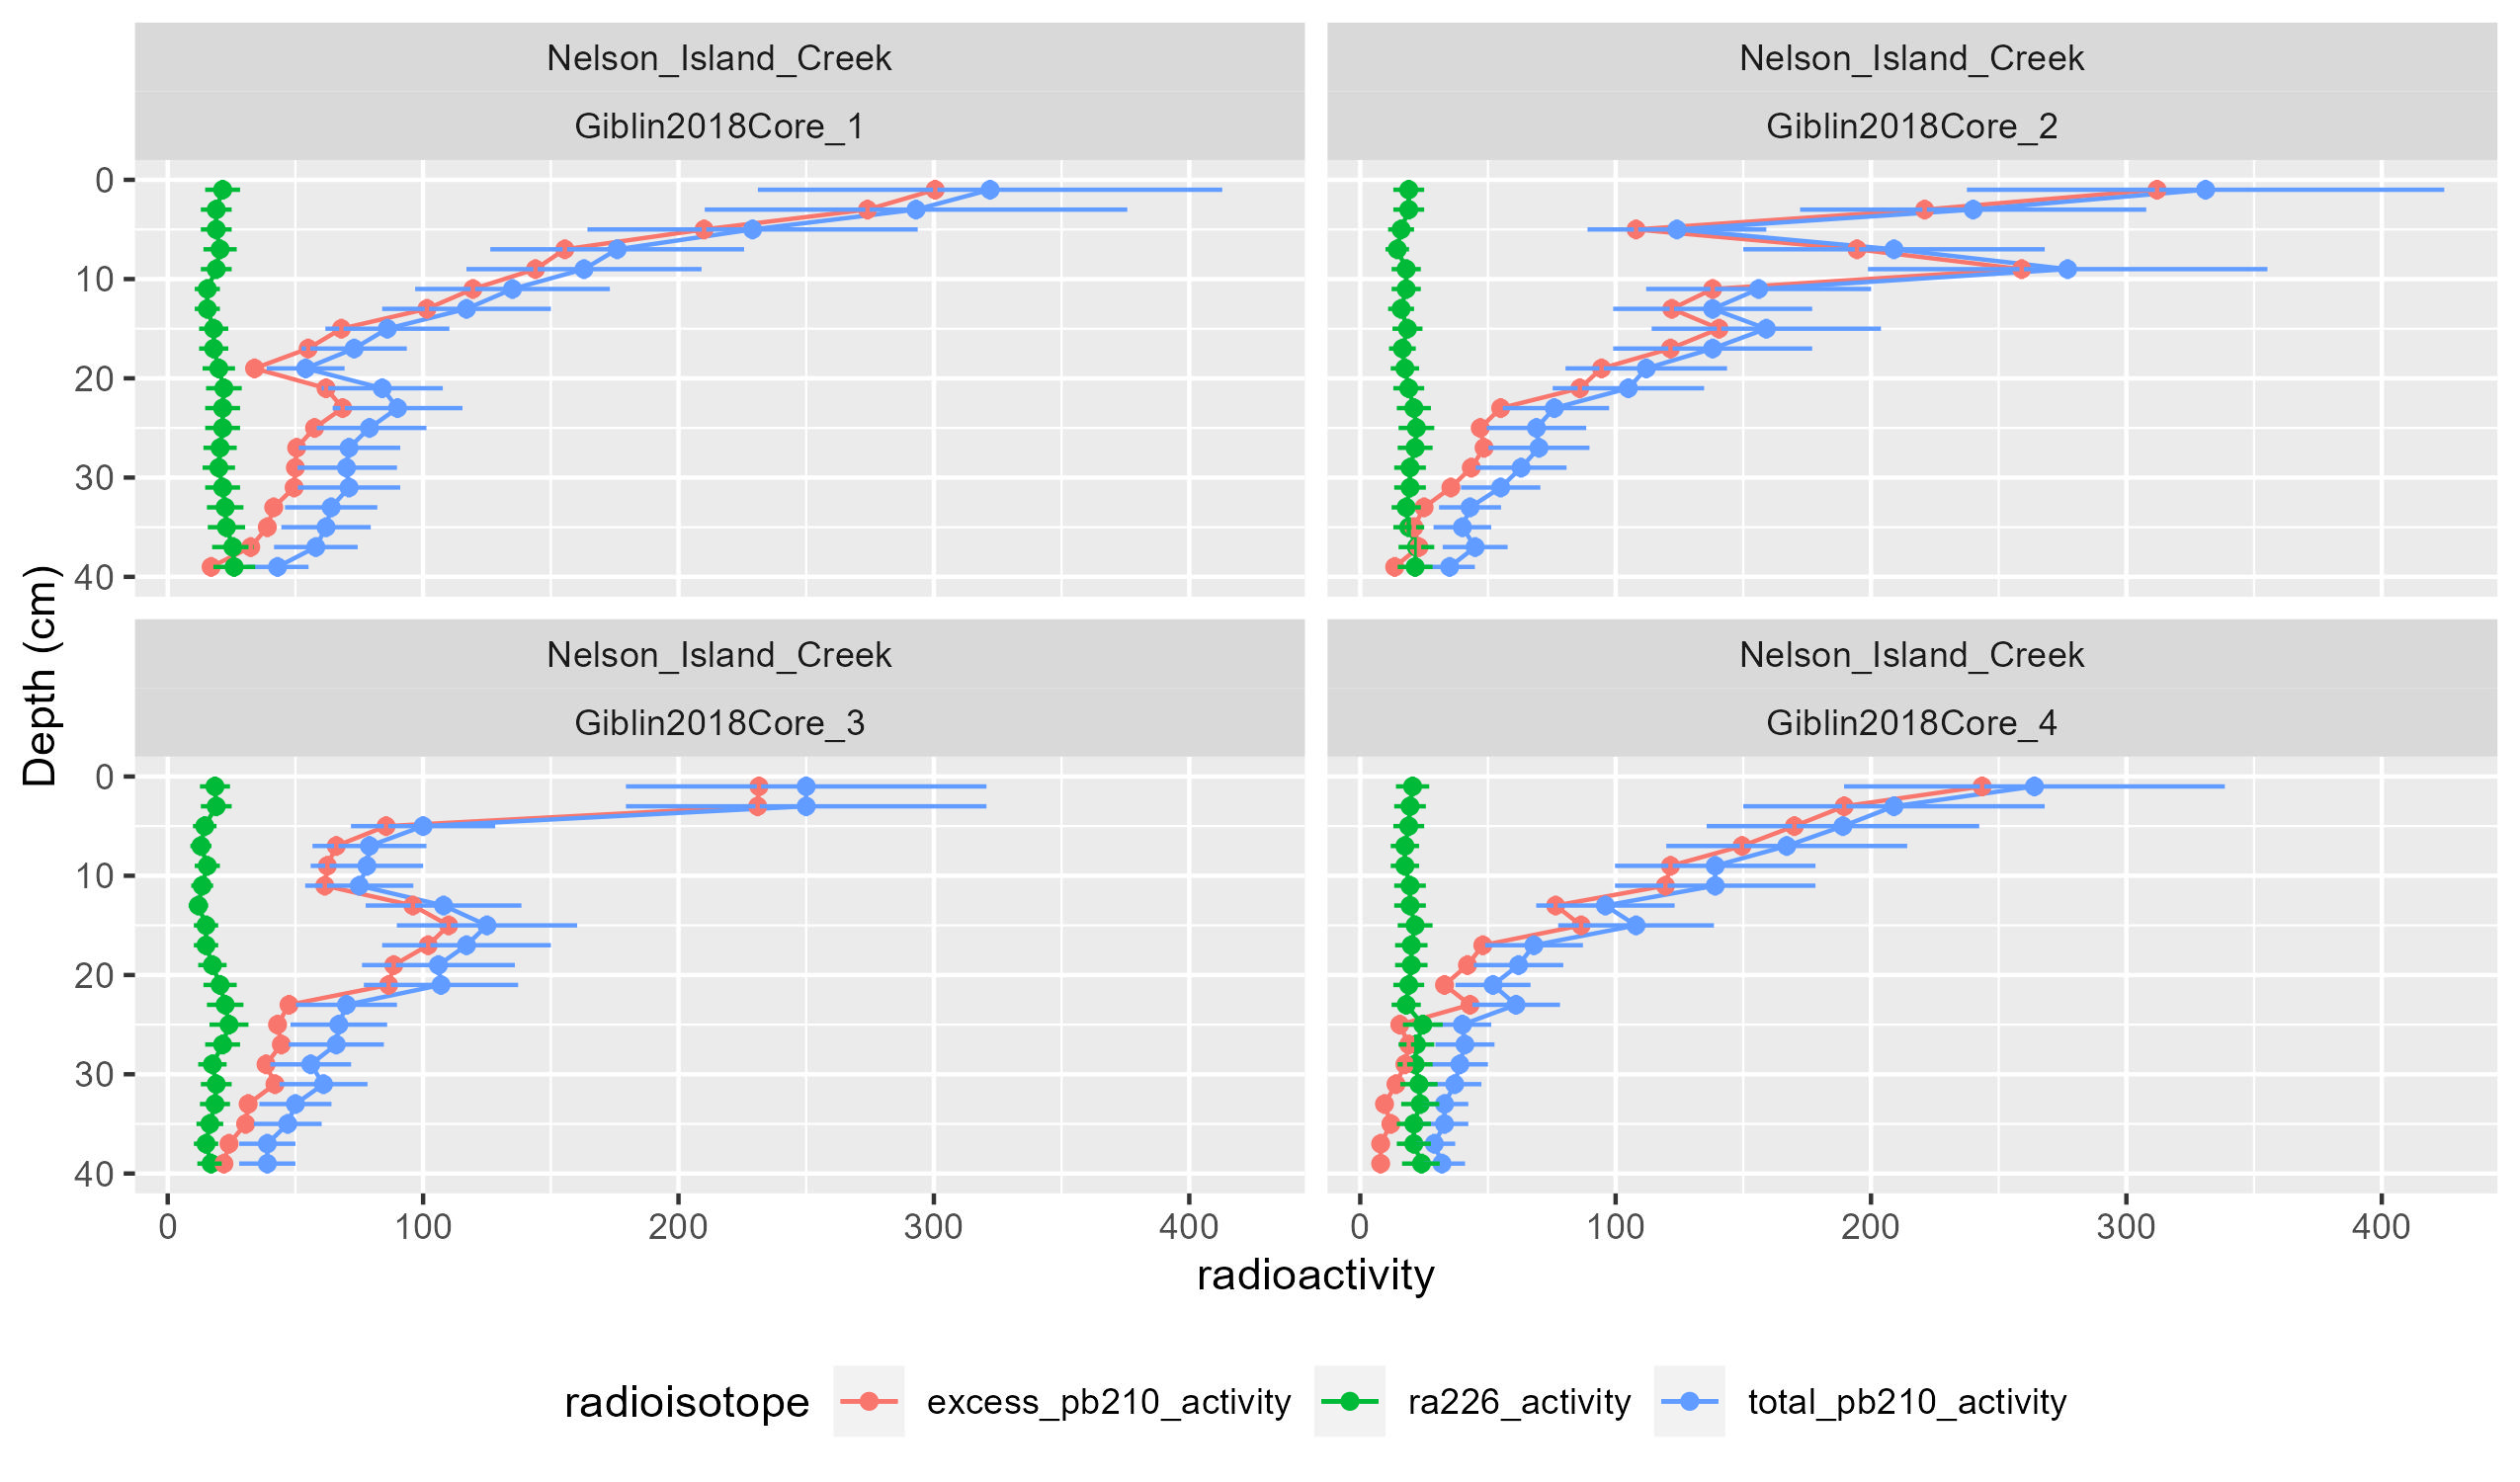 Nelson_Island_Creek
Giblin2018Core_1
Nelson_Island_Creek
Giblin2018Core_2
0
10
20
30
40
Depth (cm)
Nelson_Island_Creek
Giblin2018Core_3
Nelson_Island_Creek
Giblin2018Core_4
0
10
20
30
40
0 100 200 300 400
0 100 200 300 400
radioactivity
radioisotope excess_pb210_activity ra226_activity total_pb210_activity